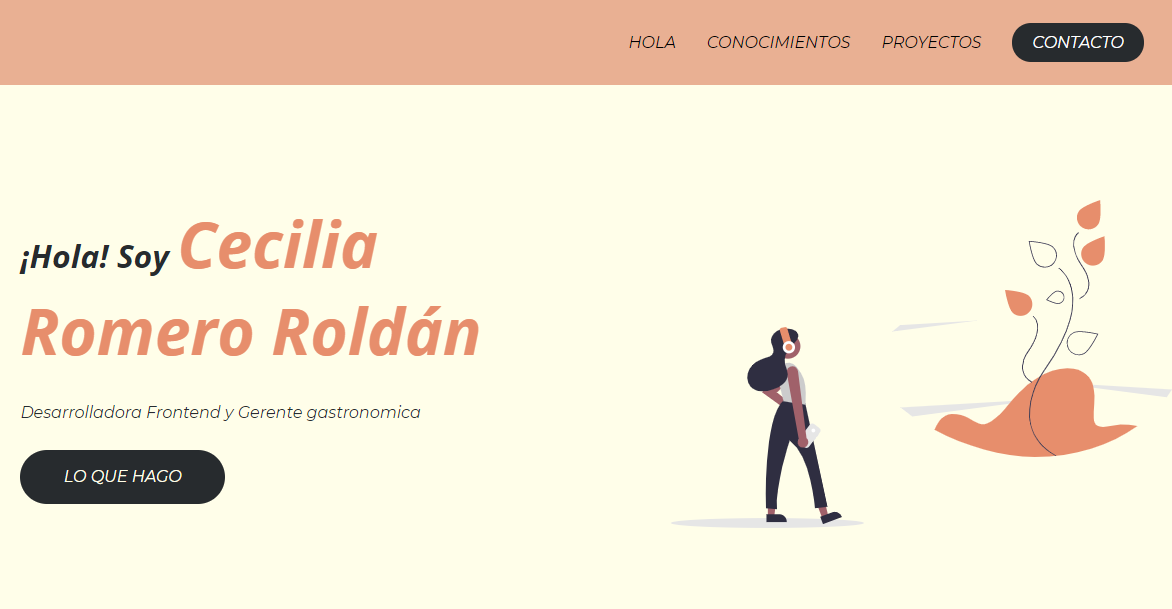 HOLA CONOCIMIENTOS PROYECTOS CONTACTO
¡Hola! Soy Cecilia
Romero Roldán
Desarrolladora Frontend y Gerente gastronomica
LO QUE HAGO